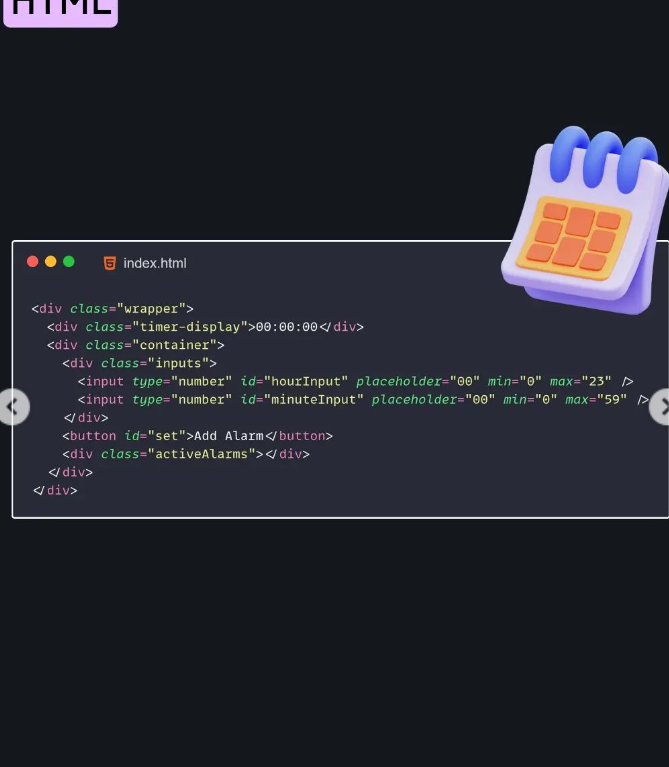 HTML
index.html
<div class="wrapper">
<div class="timer-display">00:00:00</div>
<div class="container">
<div class="inputs">
<input type="number" id="hourInput" placeholder="00" min="0" max="23" />
<input type="number" id="minuteInput" placeholder="00" min="0" max="59" />
</div>
<button id="set">Add Alarm</button>
<div class="activeAlarms"></div>
</div>
</div>